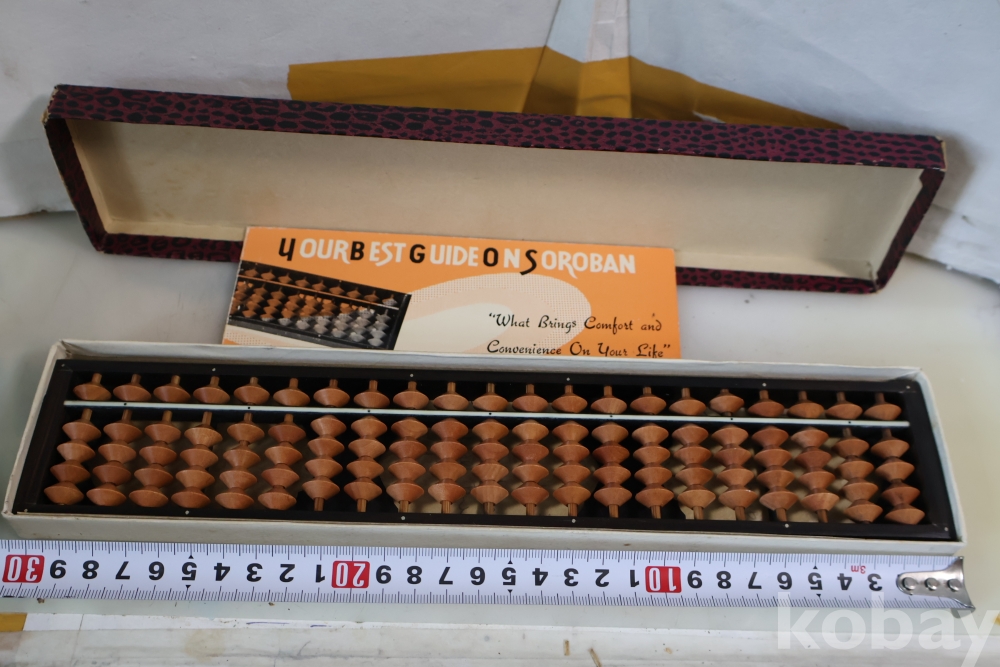 YOUR BEST GUIDE ON SOROBAN
"What Brings Comfort and
Convenience On Your Life"
30 9 8 7 6 5 4 3 2 1 20 9 8 7 6 5 4 3 2 1 10 9 8 7 6 5 4 3
kobay